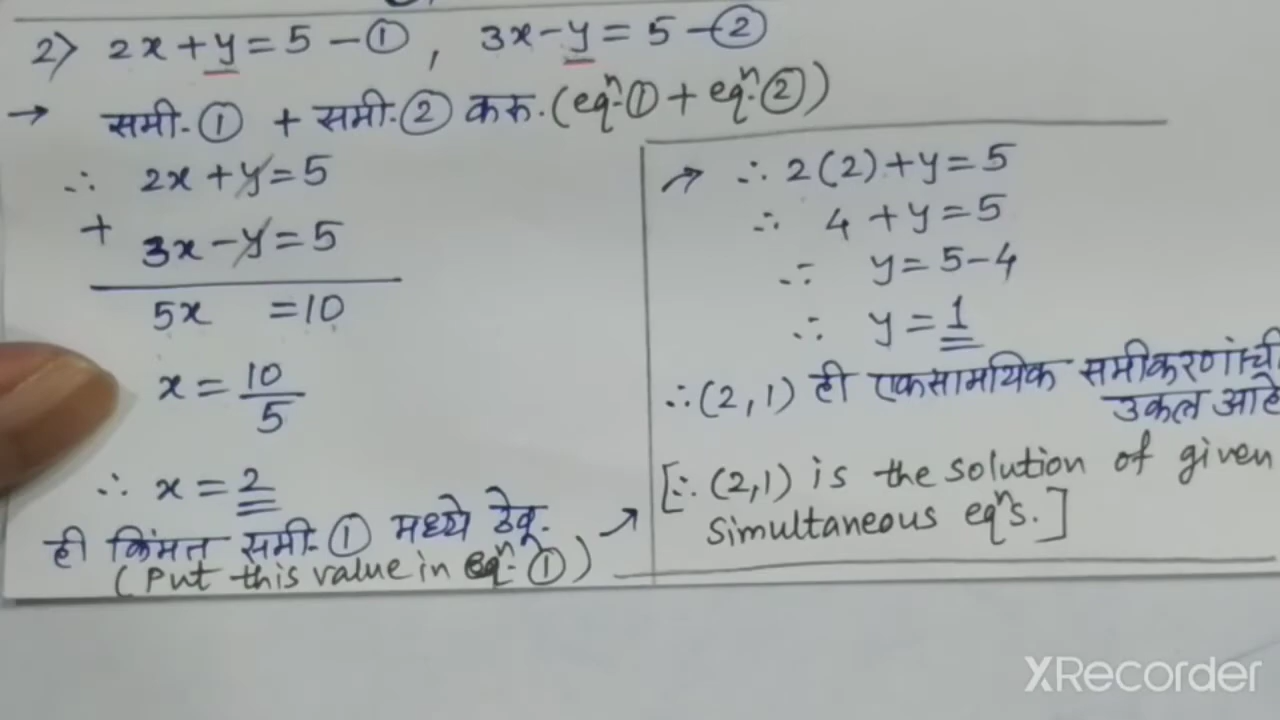 2> 2x + y = 5 - ①, 3x - y = 5 - ②
→ समी. ① + समी. ② करू. (eqⁿ. ① + eqⁿ. ②)
∴ 2x + y = 5
+ 3x - y = 5
5x = 10
x = 10/5
∴ x = 2
ही किंमत समी. ① मध्ये ठेवू.
(Put this value in eqⁿ. ①)
→ ∴ 2(2) + y = 5
∴ 4 + y = 5
∴ y = 5 - 4
∴ y = 1
∴ (2, 1) ही एकसामयिक समीकरणांची
उकल आहे
[∴ (2,1) is the solution of given
simultaneous eqⁿs.]
XRecorder